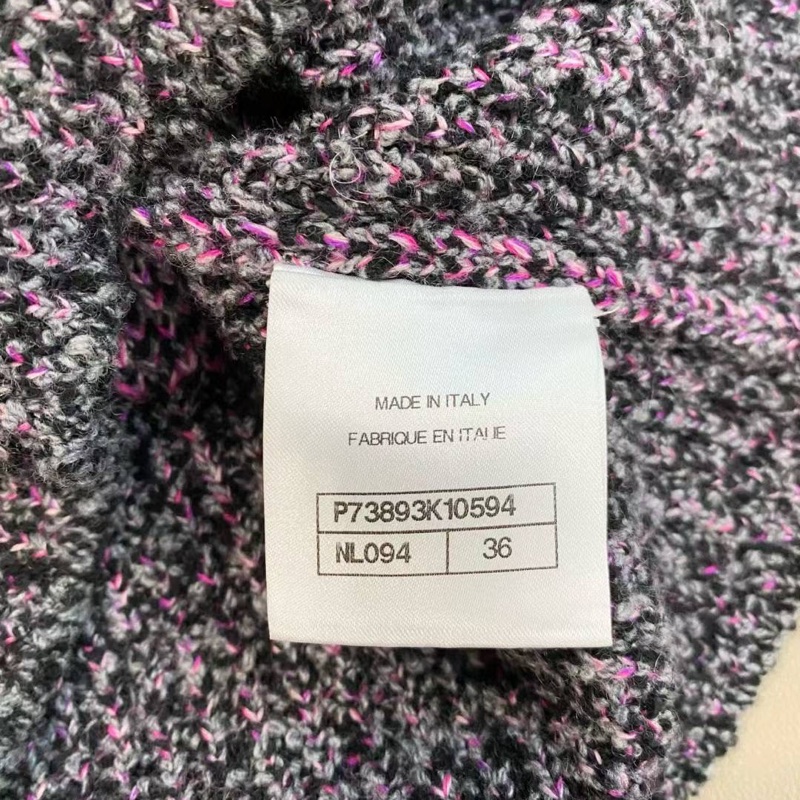 MADE IN ITALY
FABRIQUE EN ITALIE
P73893K10594
NL094 36